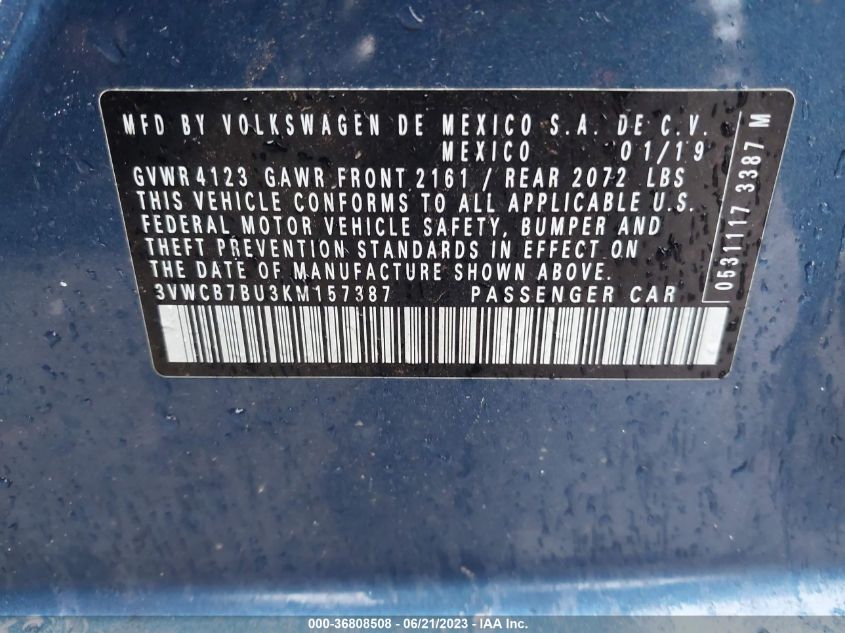 MFD BY VOLKSWAGEN DE MEXICO S.A. DE C.V.
MEXICO 01/19
GVWR 4123 GAWR FRONT 2161 / REAR 2072 LBS
THIS VEHICLE CONFORMS TO ALL APPLICABLE U.S.
FEDERAL MOTOR VEHICLE SAFETY, BUMPER AND
THEFT PREVENTION STANDARDS IN EFFECT ON
THE DATE OF MANUFACTURE SHOWN ABOVE.
3VWCB7BU3KM157387 PASSENGER CAR
0531117 3387 M
000-36808508 - 06/21/2023 - IAA Inc.